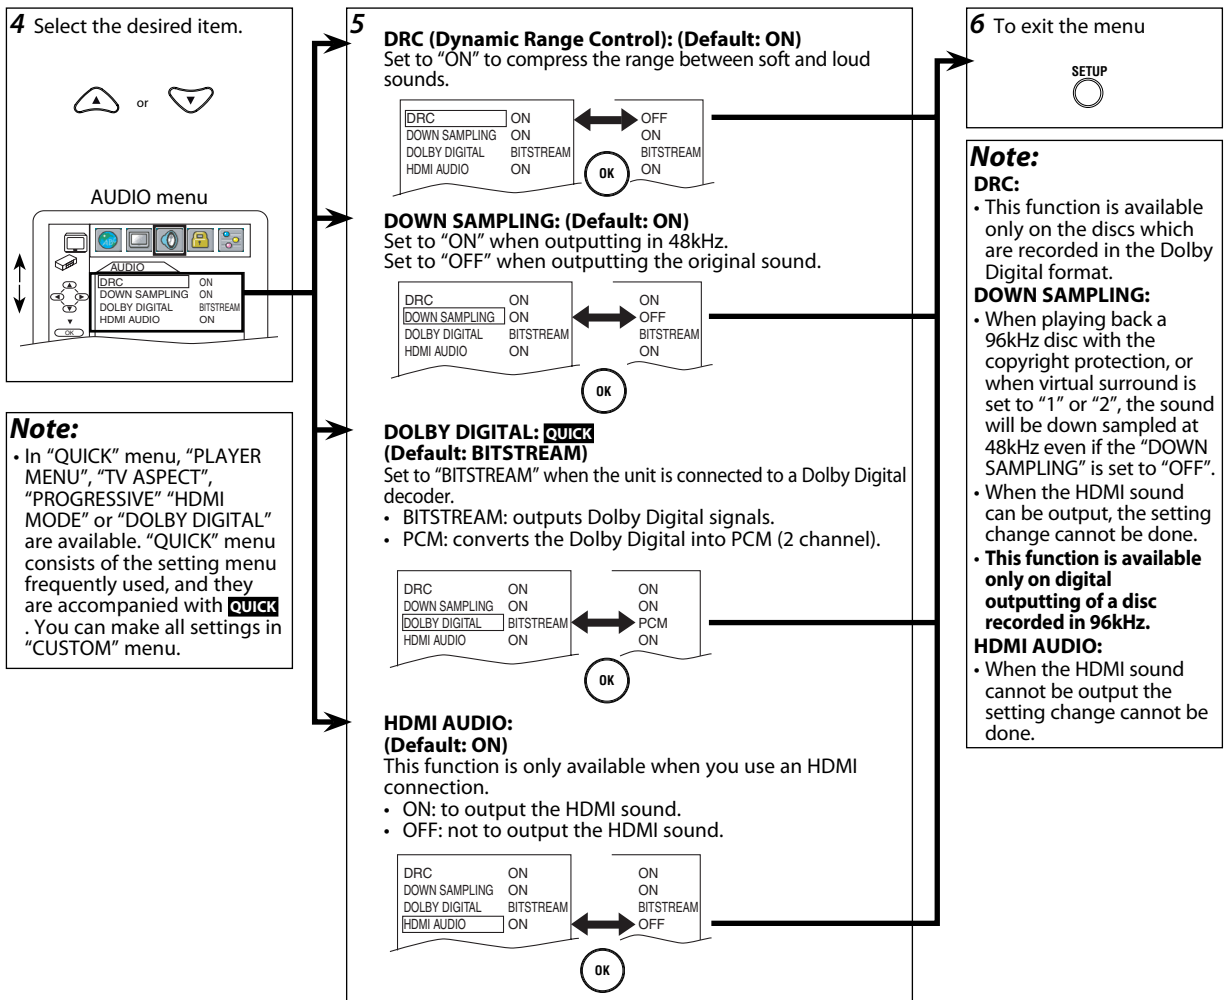 4 Select the desired item.
or
AUDIO menu
AUDIO
DRC ON
DOWN SAMPLING ON
DOLBY DIGITAL BITSTREAM
HDMI AUDIO ON
OK
Note:
• In “QUICK” menu, “PLAYER
MENU”, “TV ASPECT”,
“PROGRESSIVE” “HDMI
MODE” or “DOLBY DIGITAL”
are available. “QUICK” menu
consists of the setting menu
frequently used, and they
are accompanied with QUICK
. You can make all settings in
“CUSTOM” menu.
5
DRC (Dynamic Range Control): (Default: ON)
Set to “ON” to compress the range between soft and loud
sounds.
DRC ON OFF
DOWN SAMPLING ON ON
DOLBY DIGITAL BITSTREAM BITSTREAM
HDMI AUDIO ON ON
OK
DOWN SAMPLING: (Default: ON)
Set to “ON” when outputting in 48kHz.
Set to “OFF” when outputting the original sound.
DRC ON ON
DOWN SAMPLING ON OFF
DOLBY DIGITAL BITSTREAM BITSTREAM
HDMI AUDIO ON ON
OK
DOLBY DIGITAL: QUICK
(Default: BITSTREAM)
Set to “BITSTREAM” when the unit is connected to a Dolby Digital
decoder.
• BITSTREAM: outputs Dolby Digital signals.
• PCM: converts the Dolby Digital into PCM (2 channel).
DRC ON ON
DOWN SAMPLING ON ON
DOLBY DIGITAL BITSTREAM PCM
HDMI AUDIO ON ON
OK
HDMI AUDIO:
(Default: ON)
This function is only available when you use an HDMI
connection.
• ON: to output the HDMI sound.
• OFF: not to output the HDMI sound.
DRC ON ON
DOWN SAMPLING ON ON
DOLBY DIGITAL BITSTREAM BITSTREAM
HDMI AUDIO ON OFF
OK
6 To exit the menu
SETUP
Note:
DRC:
• This function is available
only on the discs which
are recorded in the Dolby
Digital format.
DOWN SAMPLING:
• When playing back a
96kHz disc with the
copyright protection, or
when virtual surround is
set to “1” or “2”, the sound
will be down sampled at
48kHz even if the “DOWN
SAMPLING” is set to “OFF”.
• When the HDMI sound
can be output, the setting
change cannot be done.
• This function is available
only on digital
outputting of a disc
recorded in 96kHz.
HDMI AUDIO:
• When the HDMI sound
cannot be output the
setting change cannot be
done.